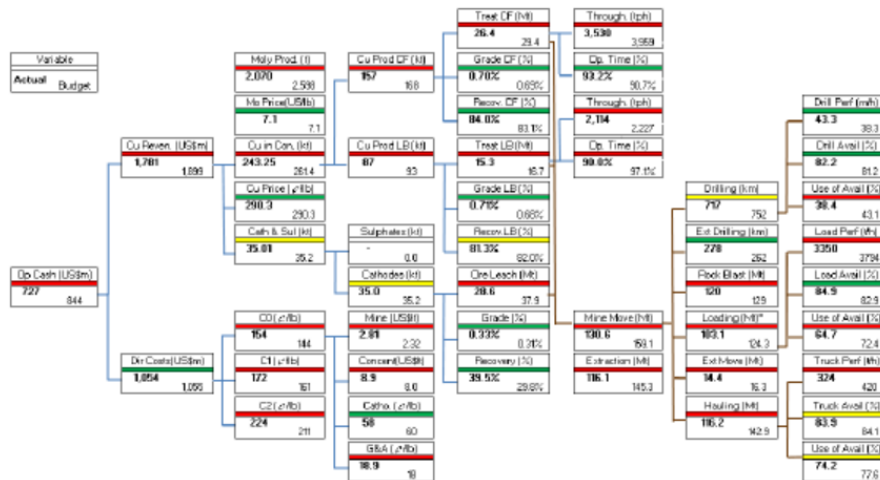 Variable
Actual
Budget
Op Cash (US$m)
727
844
Cu Reven. (US$m)
1,781
1,899
Dir Costs(US$m)
1,054
1,055
Moly Prod. (t)
2,070
2,598
Mo Price(US$/lb)
7.1
7.1
Cu in Con. (kt)
243.25
261.4
Cu Price (¢/lb)
290.3
290.3
Cath & Sul (kt)
35.01
35.2
C0 (¢/lb)
154
144
C1 (¢/lb)
172
161
C2 (¢/lb)
224
211
Cu Prod CF (kt)
157
168
Cu Prod LB (kt)
87
93
Sulphates (kt)
-
0.0
Cathodes (kt)
35.0
35.2
Mine (US$/t)
2.81
2.32
Concent(US$/t)
8.9
8.0
Catho. (¢/lb)
58
60
G&A (¢/lb)
18.9
18
Treat CF (Mt)
26.4
29.4
Grade CF (%)
0.70%
0.69%
Recov. CF (%)
84.0%
83.1%
Treat LB (Mt)
15.3
16.7
Grade LB (%)
0.71%
0.68%
Recov LB (%)
81.3%
82.0%
Ore Leach (Mt)
28.6
37.9
Grade (%)
0.33%
0.31%
Recovery (%)
39.5%
29.8%
Through. (tph)
3,530
3,959
Op. Time (%)
93.2%
90.7%
Through. (tph)
2,114
2,227
Op. Time (%)
90.0%
97.1%
Mine Move (Mt)
130.6
159.1
Extraction (Mt)
116.1
145.3
Drilling (km)
717
752
Ext Drilling (km)
278
262
Rock Blast (Mt)
120
129
Loading (Mt)*
103.1
124.3
Ext Move (Mt)
14.4
16.3
Hauling (Mt)
116.2
142.9
Drill Perf (m/h)
43.3
38.3
Drill Avail (%)
82.2
81.2
Use of Avail (%)
38.4
43.1
Load Perf (t/h)
3350
3794
Load Avail (%)
84.9
82.9
Use of Avail (%)
64.7
72.4
Truck Perf (t/h)
324
420
Truck Avail (%)
83.9
84.1
Use of Avail (%)
74.2
77.6